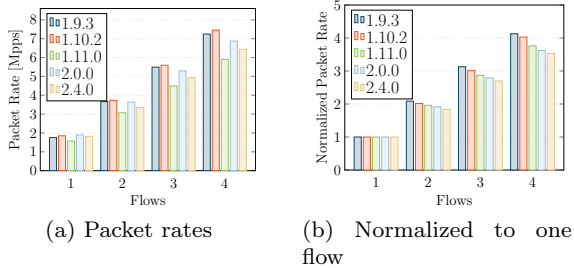 Packet Rate [Mpps]
8
7
6
5
4
3
2
1
0
1.9.3
1.10.2
1.11.0
2.0.0
2.4.0
1 2 3 4
Flows
(a) Packet rates
Normalized Packet Rate
5
4
3
2
1
0
1.9.3
1.10.2
1.11.0
2.0.0
2.4.0
1 2 3 4
Flows
(b) Normalized to one
flow